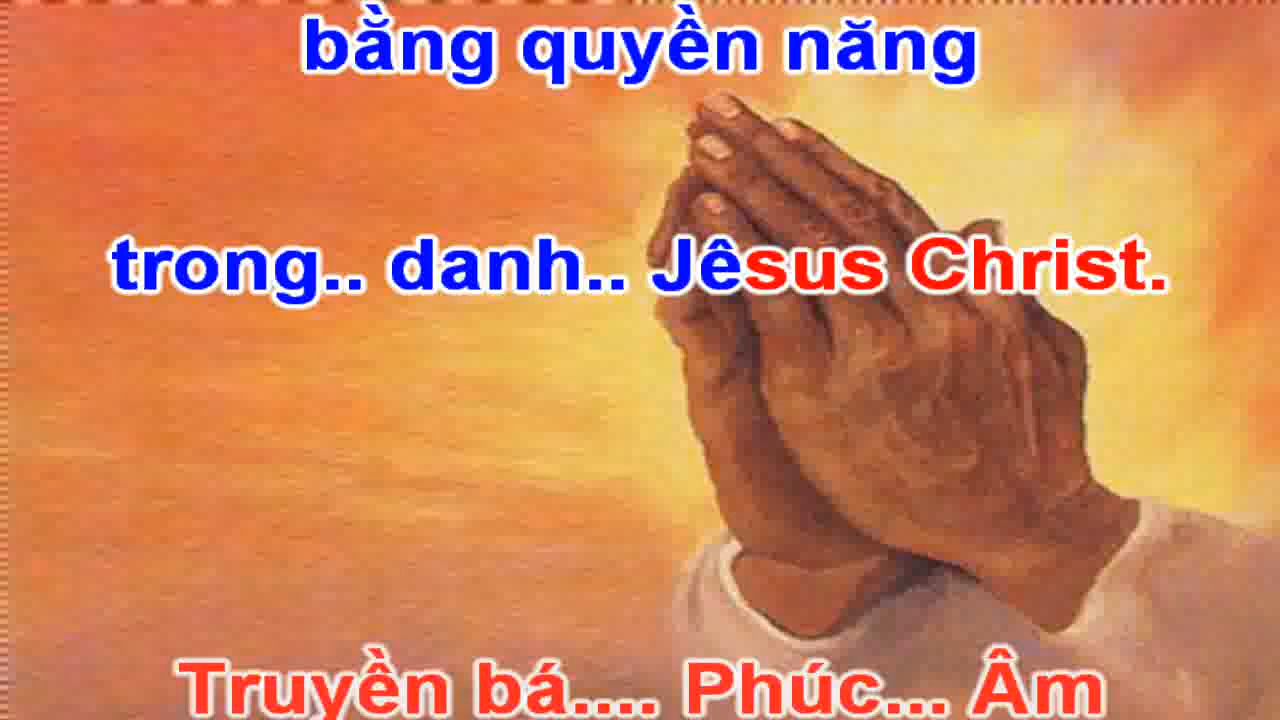 bằng quyền năng
trong.. danh.. Jêsus Christ.
Truyền bá.... Phúc... Âm